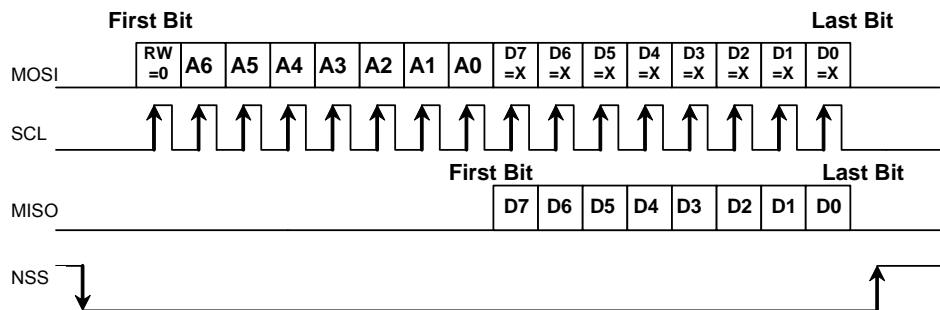 First Bit Last Bit
MOSI RW =0 A6 A5 A4 A3 A2 A1 A0 D7 =X D6 =X D5 =X D4 =X D3 =X D2 =X D1 =X D0 =X
SCL
First Bit Last Bit
MISO D7 D6 D5 D4 D3 D2 D1 D0
NSS